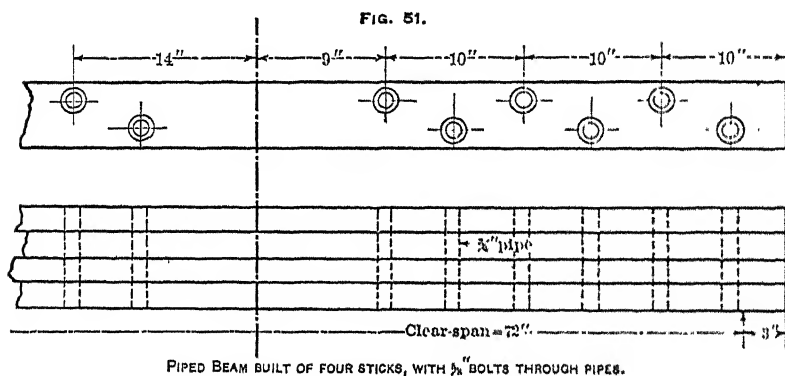 FIG. 51.
14" 9" 10" 10" 10"
¾" pipe
Clear-span=72" 3"
PIPED BEAM BUILT OF FOUR STICKS, WITH ⅝" BOLTS THROUGH PIPES.